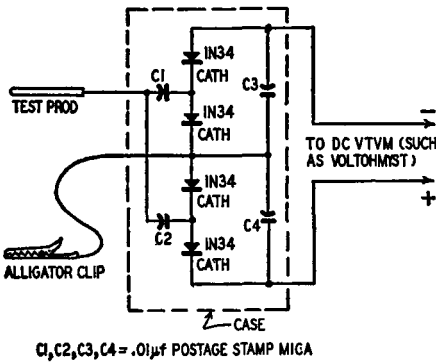 IN34
CATH
C1
C3
TEST PROD
IN34
CATH
−
TO DC VTVM (SUCH
AS VOLTOHMYST)
IN34
CATH
+
C2
C4
IN34
CATH
ALLIGATOR CLIP
CASE
C1,C2,C3,C4=.01μf POSTAGE STAMP MICA